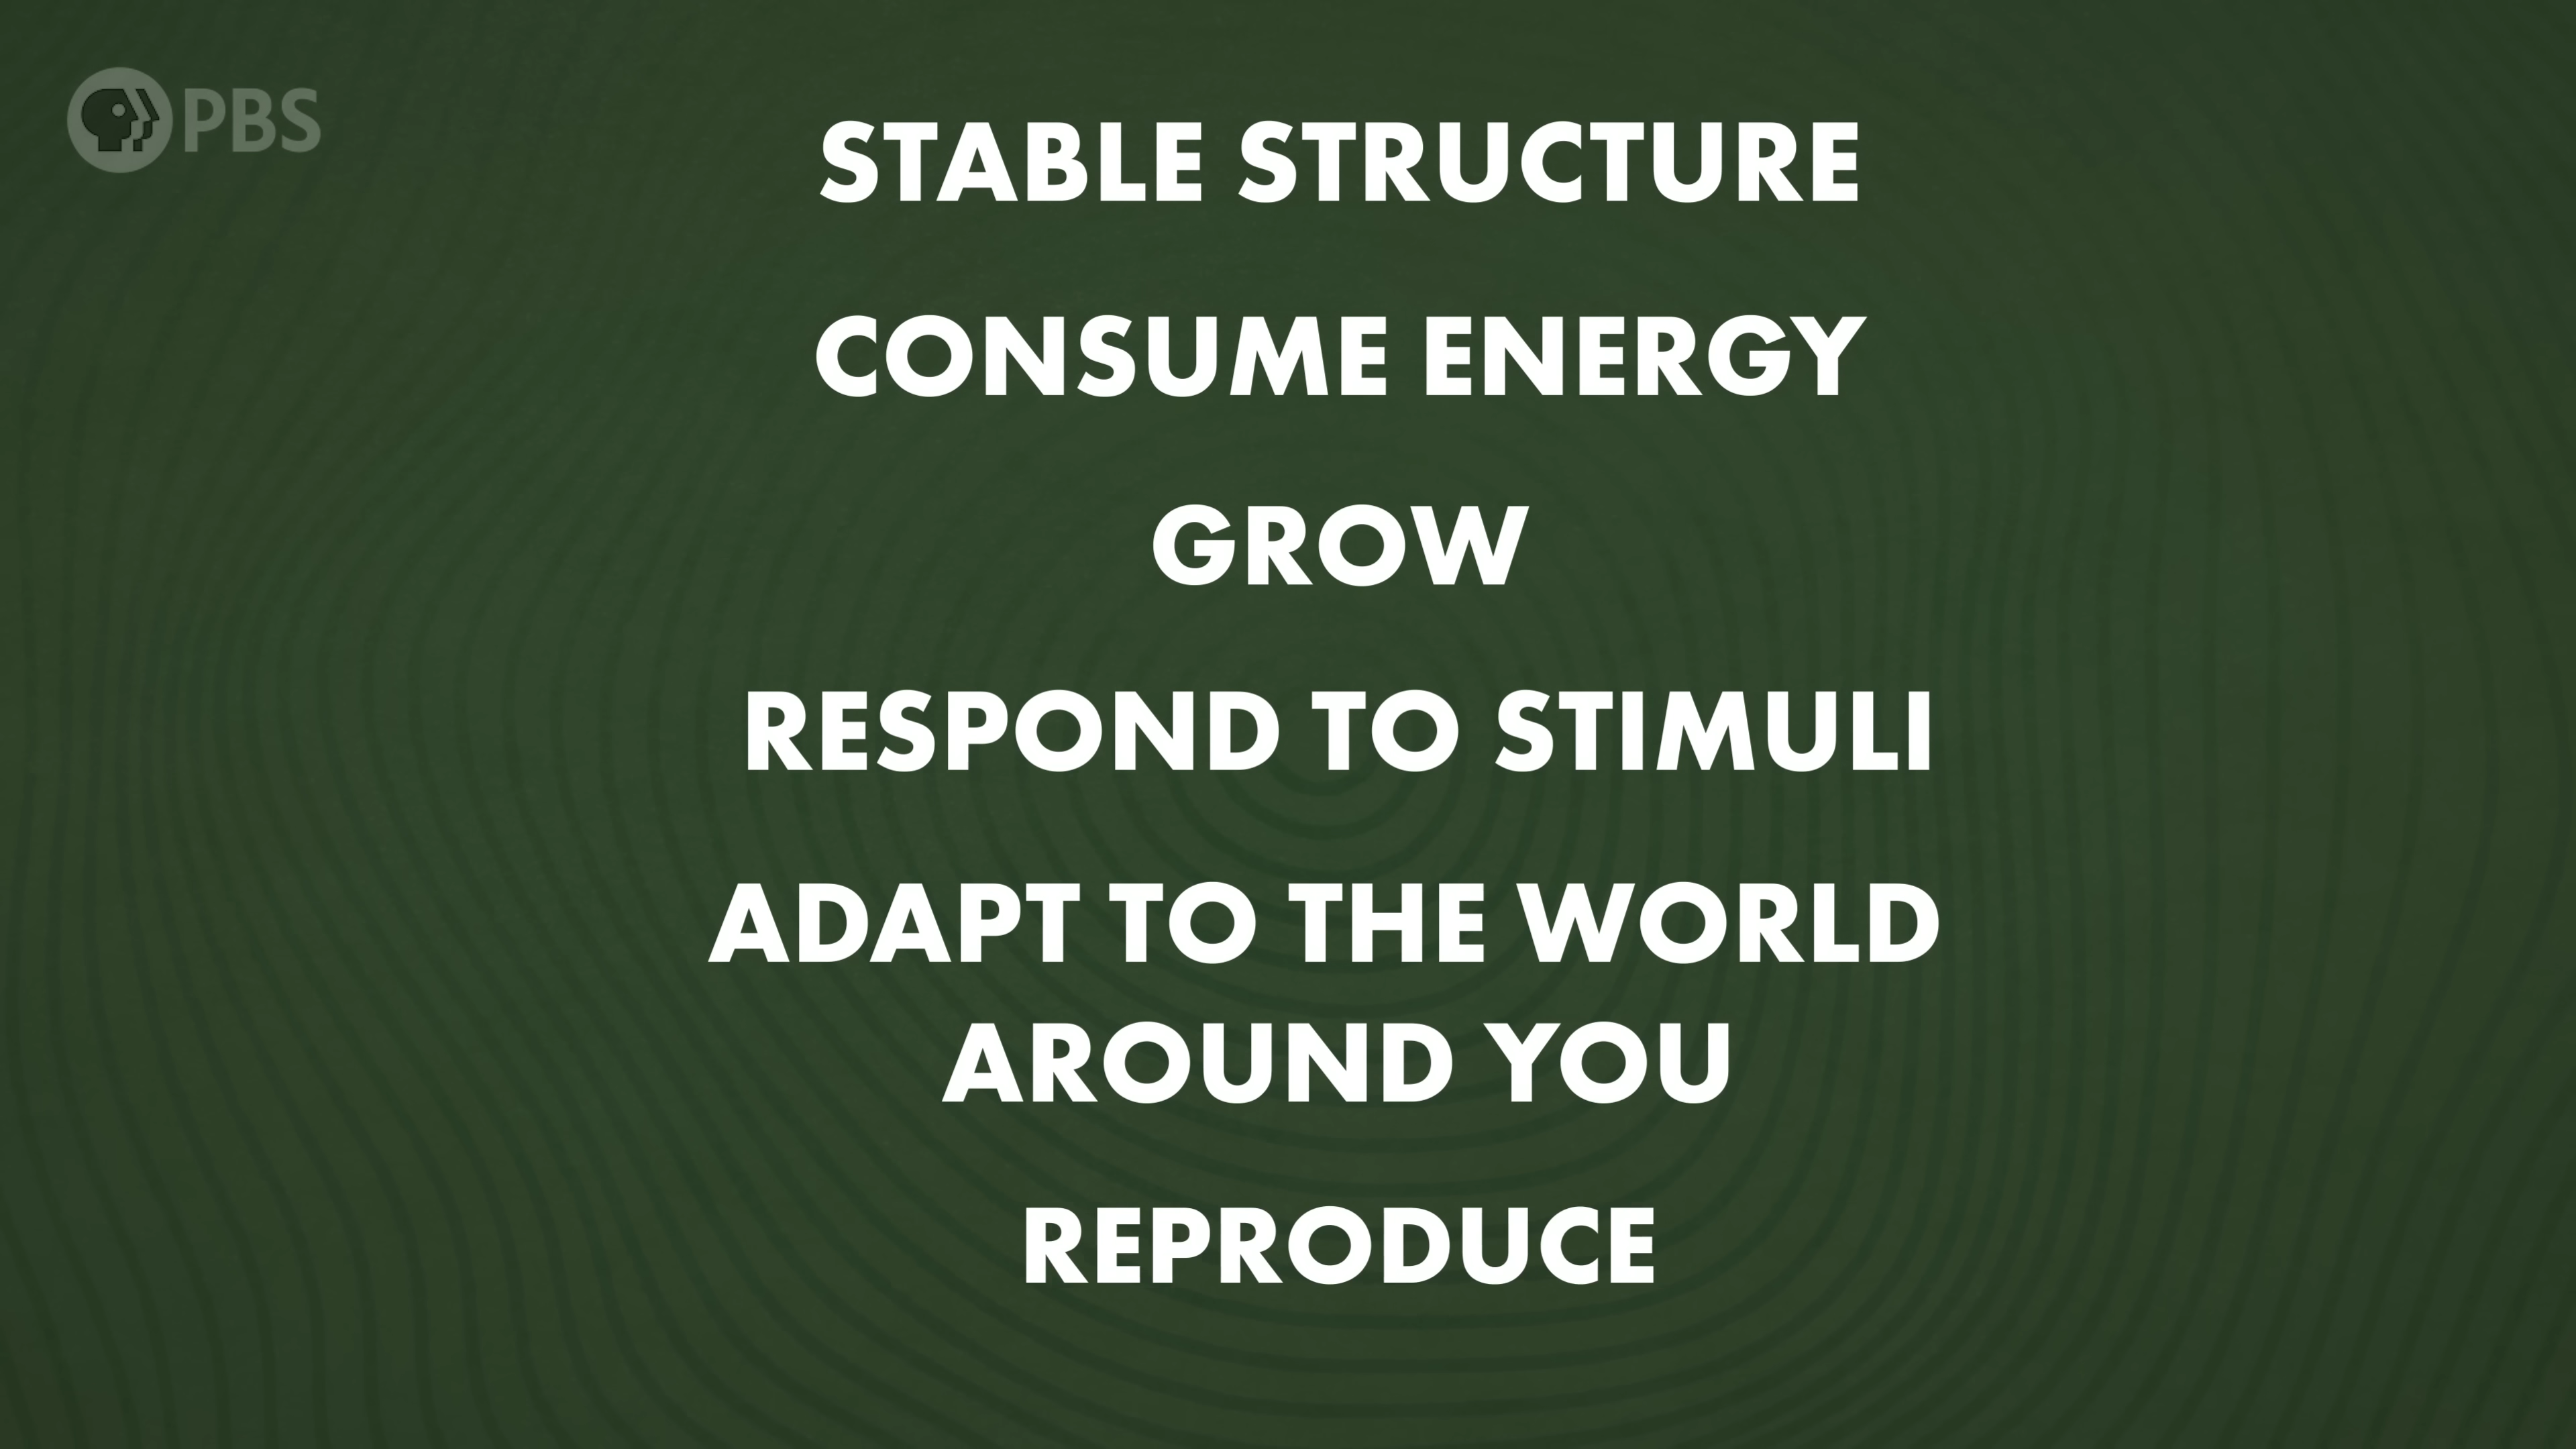 PBS
STABLE STRUCTURE
CONSUME ENERGY
GROW
RESPOND TO STIMULI
ADAPT TO THE WORLD
AROUND YOU
REPRODUCE